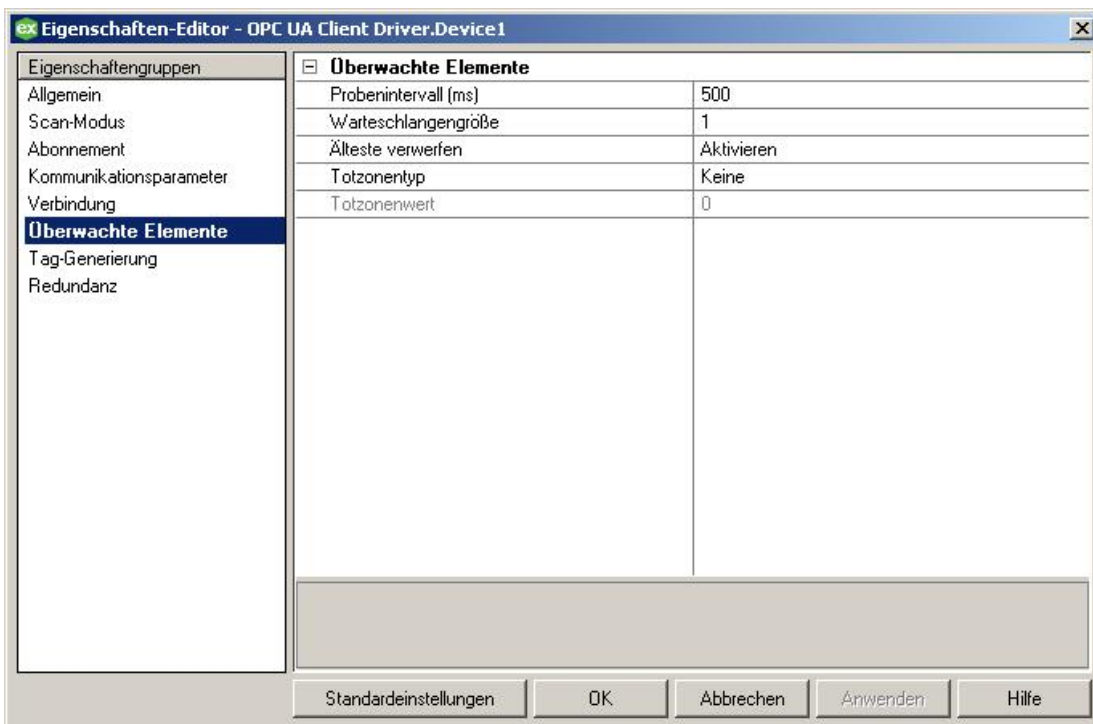 ex Eigenschaften-Editor - OPC UA Client Driver.Device1
Eigenschaftengruppen
Allgemein
Scan-Modus
Abonnement
Kommunikationsparameter
Verbindung
Überwachte Elemente
Tag-Generierung
Redundanz
Überwachte Elemente
Probenintervall (ms) 500
Warteschlangengröße 1
Älteste verwerfen Aktivieren
Totzonentyp Keine
Totzonenwert 0
Standardeinstellungen OK Abbrechen Anwenden Hilfe